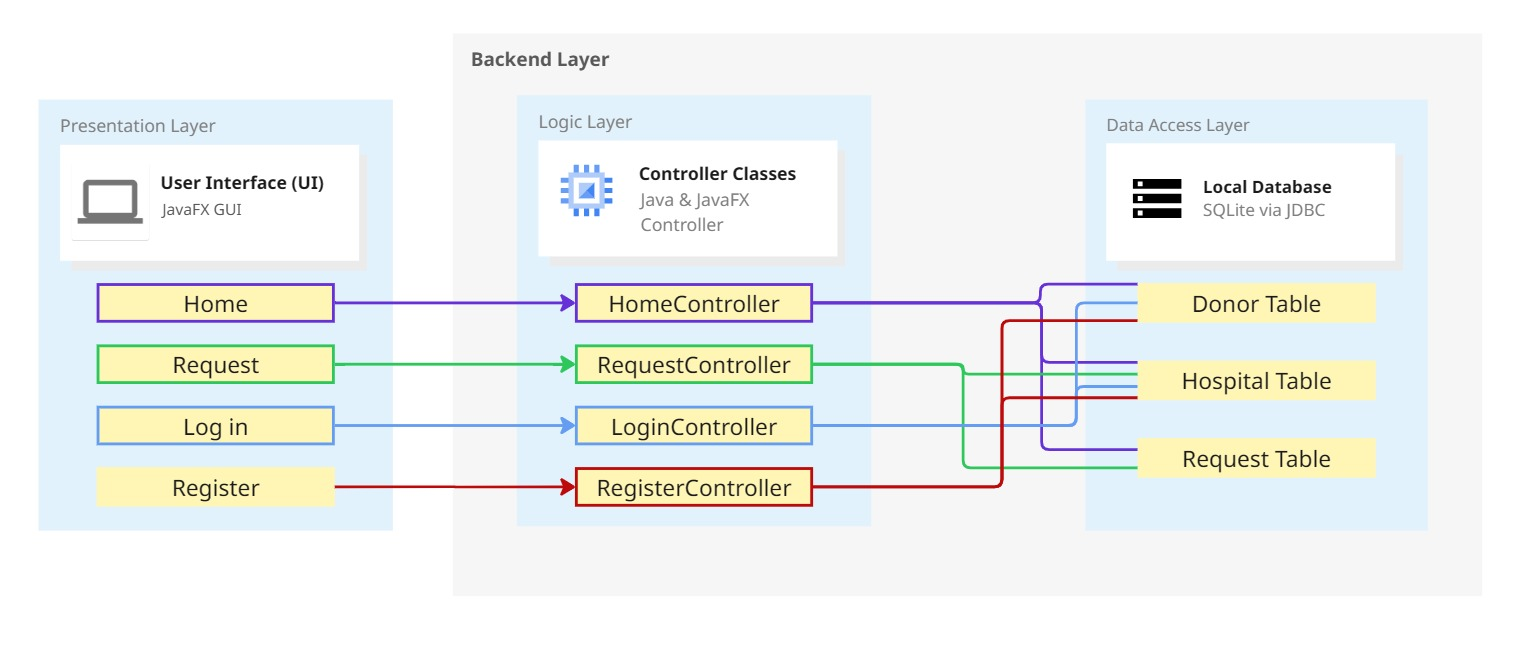 Backend Layer
Presentation Layer
User Interface (UI)
JavaFX GUI
Home
Request
Log in
Register
Logic Layer
Controller Classes
Java & JavaFX
Controller
HomeController
RequestController
LoginController
RegisterController
Data Access Layer
Local Database
SQLite via JDBC
Donor Table
Hospital Table
Request Table